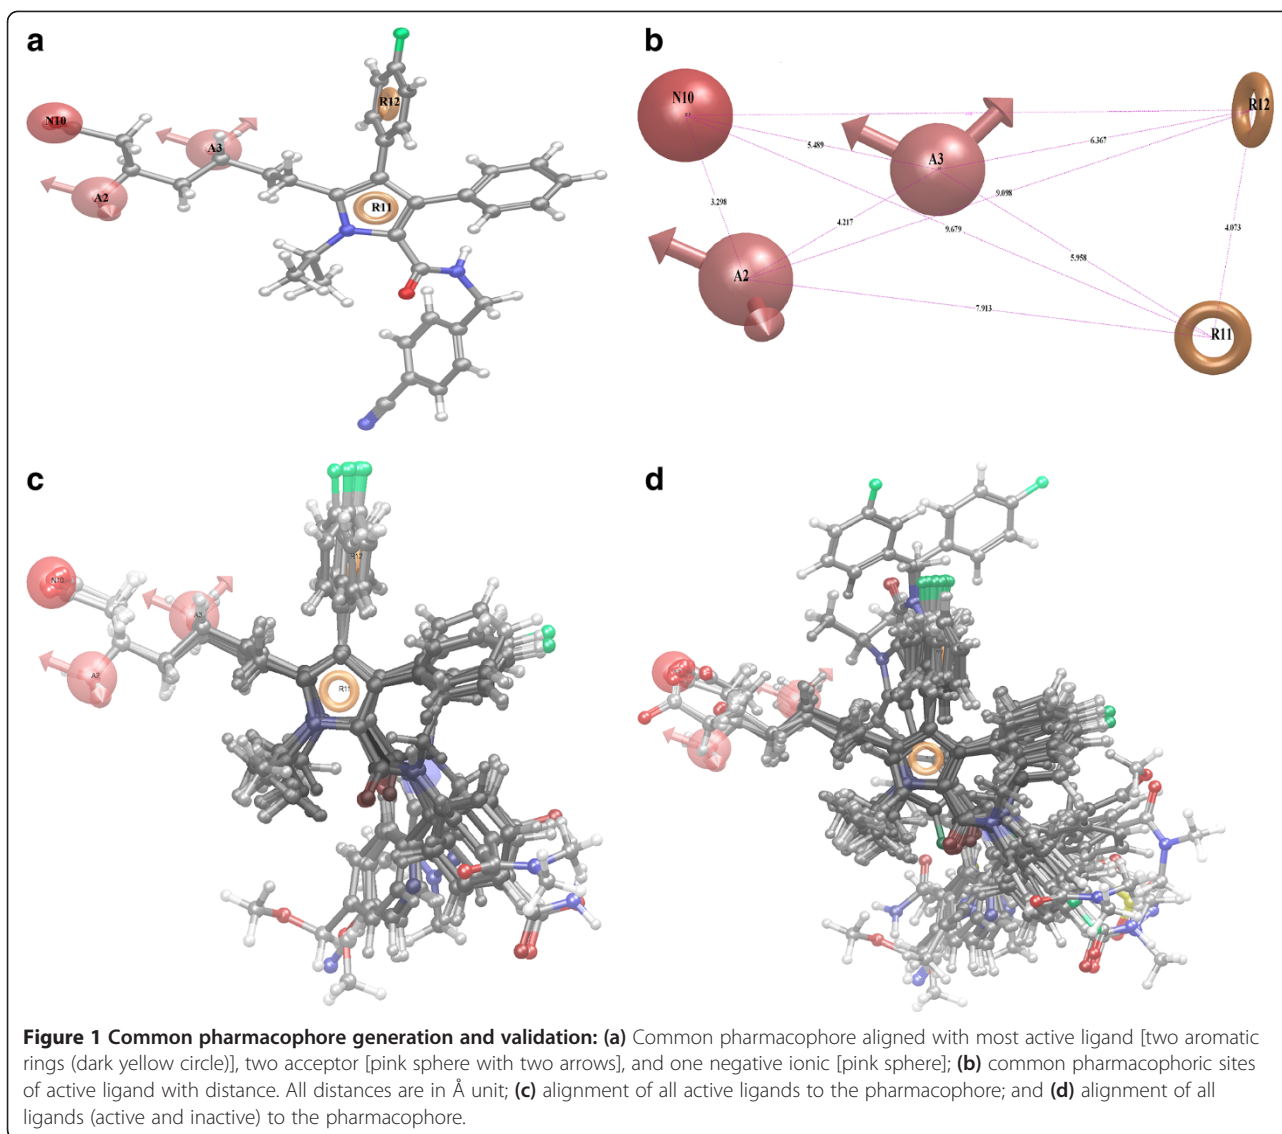 a
N10
A3
A2
R12
R11
b
N10
A3
R12
A2
R11
5.489
6.367
3.298
4.217
9.098
9.679
4.073
5.958
7.913
c
R12
N10
A3
A2
R11
d
Figure 1 Common pharmacophore generation and validation: (a) Common pharmacophore aligned with most active ligand [two aromatic
rings (dark yellow circle)], two acceptor [pink sphere with two arrows], and one negative ionic [pink sphere]; (b) common pharmacophoric sites
of active ligand with distance. All distances are in Å unit; (c) alignment of all active ligands to the pharmacophore; and (d) alignment of all
ligands (active and inactive) to the pharmacophore.